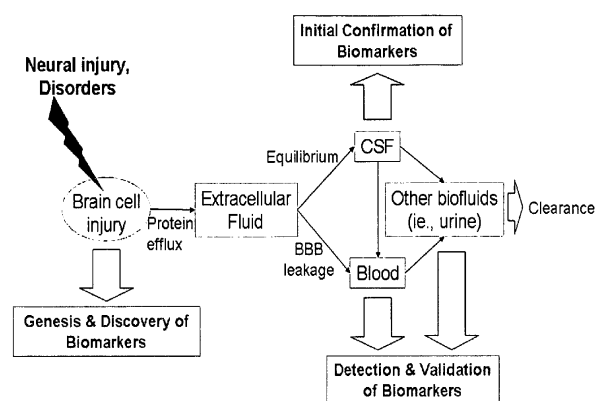 Initial Confirmation of
Biomarkers
Neural injury,
Disorders
CSF
Equilibrium
Brain cell
injury
Protein
efflux
Extracellular
Fluid
Other biofluids
(ie., urine)
Clearance
BBB
leakage
Blood
Genesis & Discovery of
Biomarkers
Detection & Validation
of Biomarkers